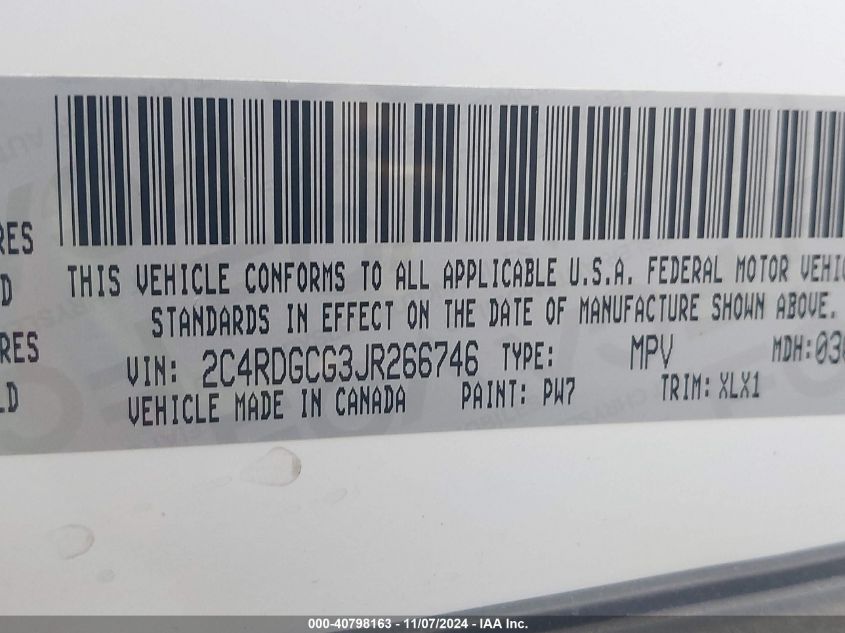 RES
D
RES
LD
THIS VEHICLE CONFORMS TO ALL APPLICABLE U.S.A. FEDERAL MOTOR VEHIC
STANDARDS IN EFFECT ON THE DATE OF MANUFACTURE SHOWN ABOVE.
VIN: 2C4RDGCG3JR266746 TYPE: MPV MDH:030
VEHICLE MADE IN CANADA PAINT: PW7 TRIM: XLX1
000-40798163 - 11/07/2024 - IAA Inc.